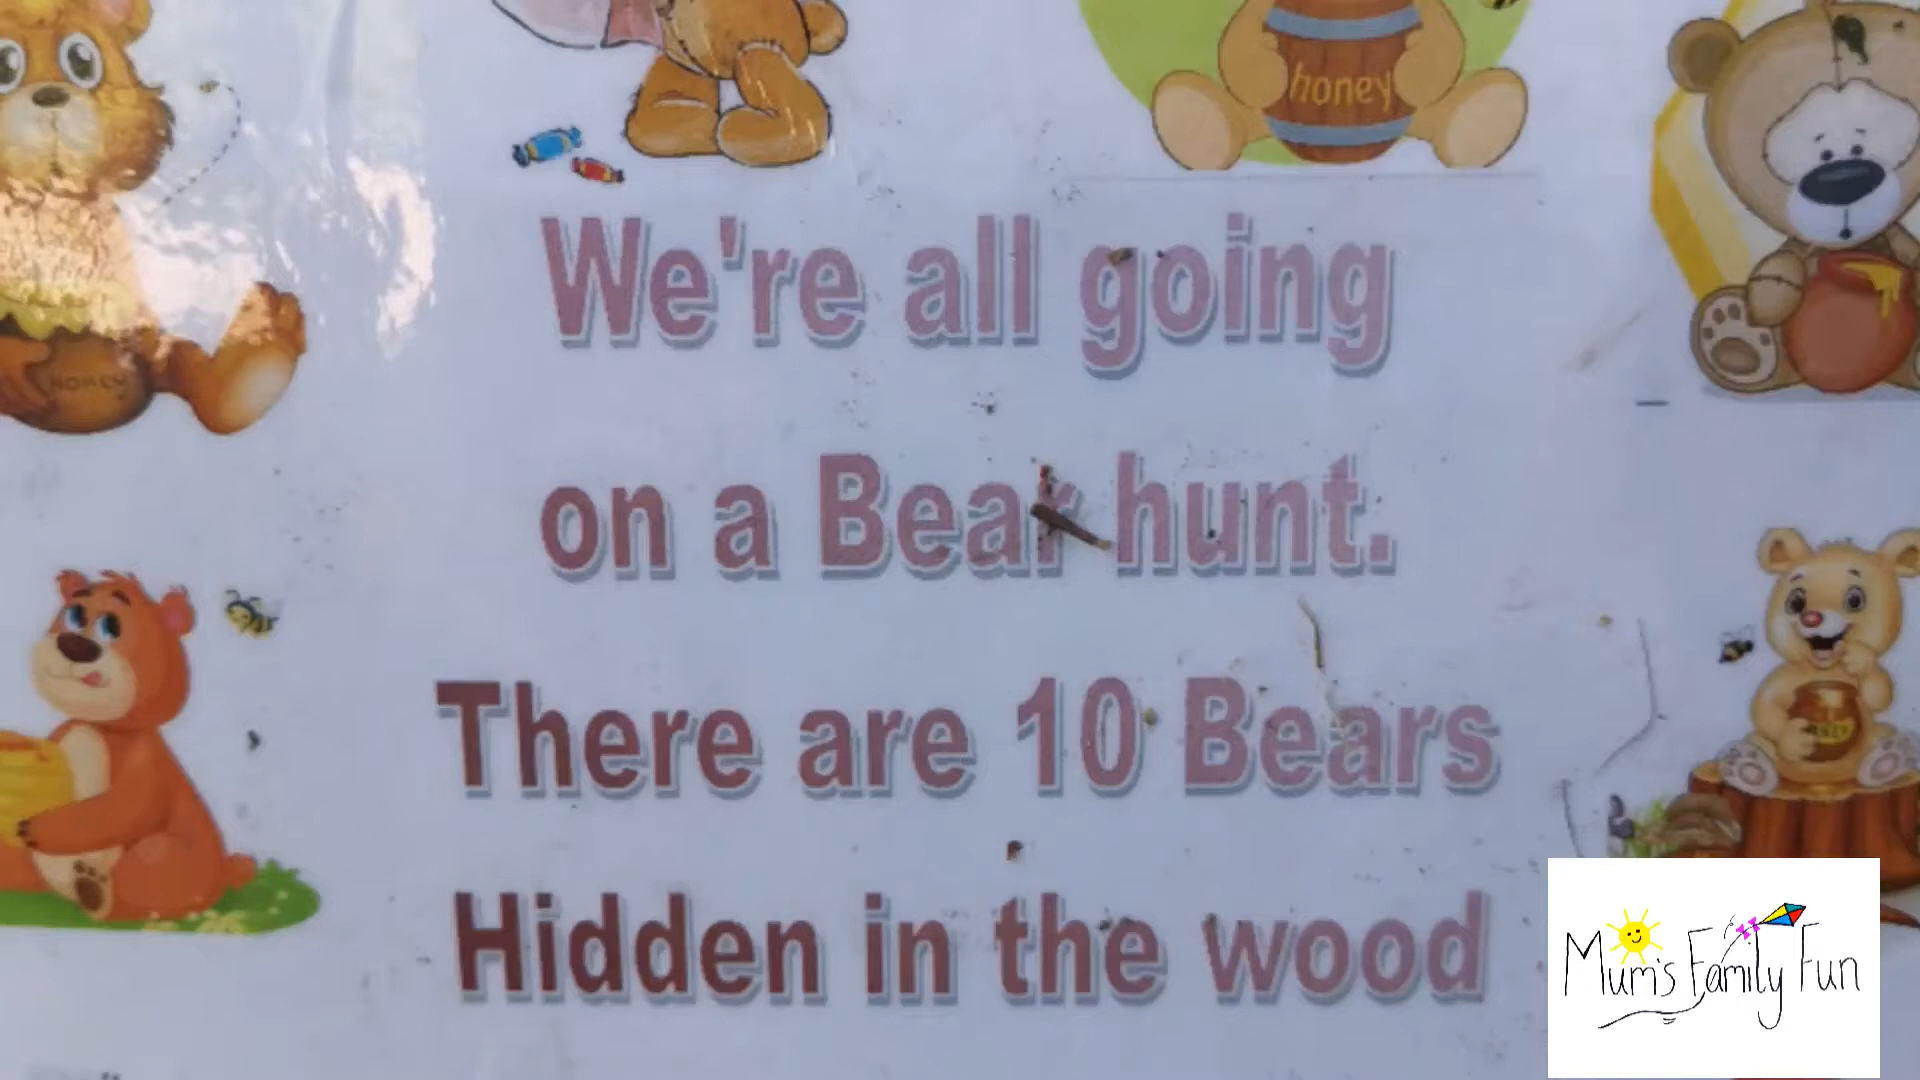 honey
HONEY
We're all going
on a Bear hunt.
There are 10 Bears
Hidden in the wood
Mum's Family Fun